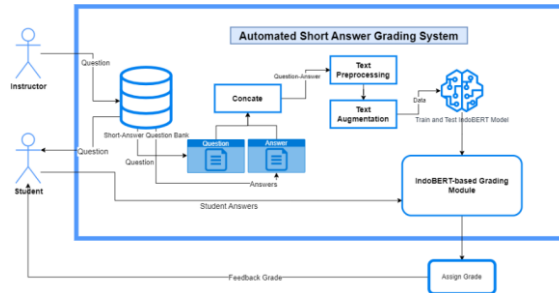 Automated Short Answer Grading System
Instructor
Question
Short-Answer Question Bank
Question
Question
Answers
Question
Answer
Concate
Question-Answer
Text
Preprocessing
Text
Augmentation
Data
Train and Test IndoBERT Model
Student
Student Answers
IndoBERT-based Grading
Module
Assign Grade
Feedback Grade